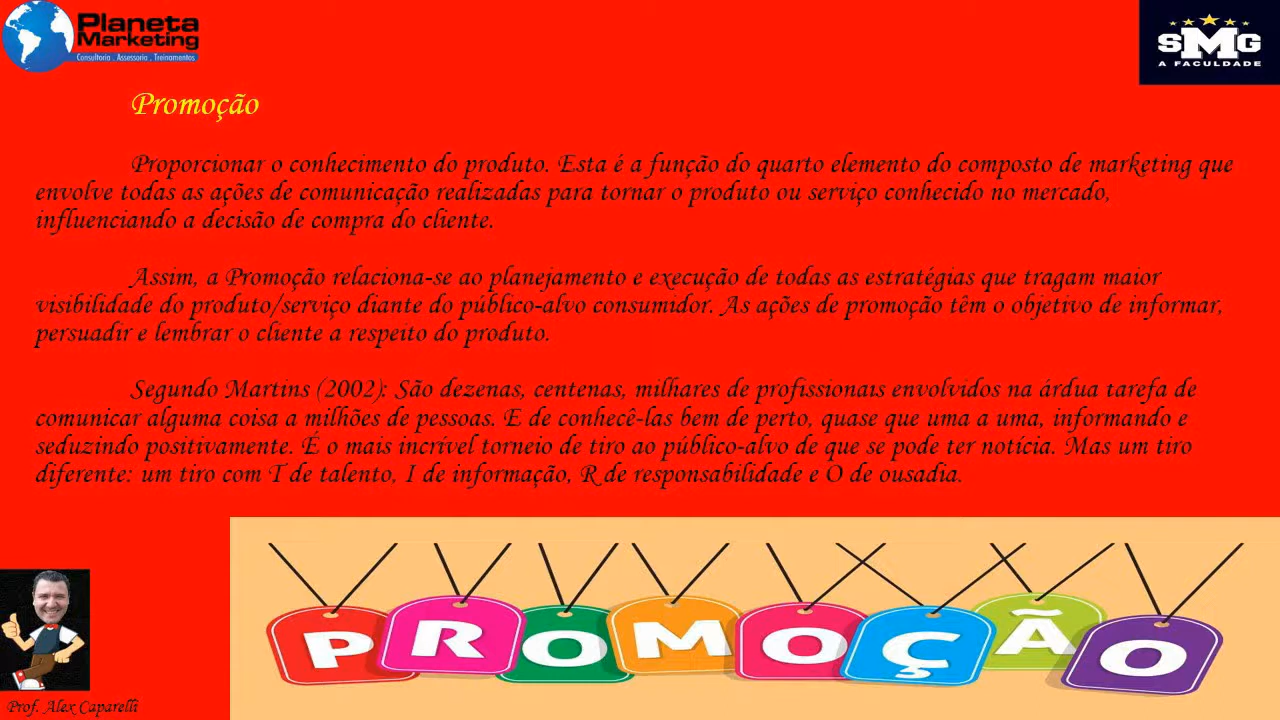 Planeta
Marketing
Consultoria . Assessoria . Treinamentos
SMG
A FACULDADE
Promoção
Proporcionar o conhecimento do produto. Esta é a função do quarto elemento do composto de marketing que
envolve todas as ações de comunicação realizadas para tornar o produto ou serviço conhecido no mercado,
influenciando a decisão de compra do cliente.
Assim, a Promoção relaciona-se ao planejamento e execução de todas as estratégias que tragam maior
visibilidade do produto/serviço diante do público-alvo consumidor. As ações de promoção têm o objetivo de informar,
persuadir e lembrar o cliente a respeito do produto.
Segundo Martins (2002): São dezenas, centenas, milhares de profissionais envolvidos na árdua tarefa de
comunicar alguma coisa a milhões de pessoas. E de conhecê-las bem de perto, quase que uma a uma, informando e
seduzindo positivamente. É o mais incrível torneio de tiro ao público-alvo de que se pode ter notícia. Mas um tiro
diferente: um tiro com T de talento, I de informação, R de responsabilidade e O de ousadia.
PROMOÇÃO
Prof. Alex Caparelli